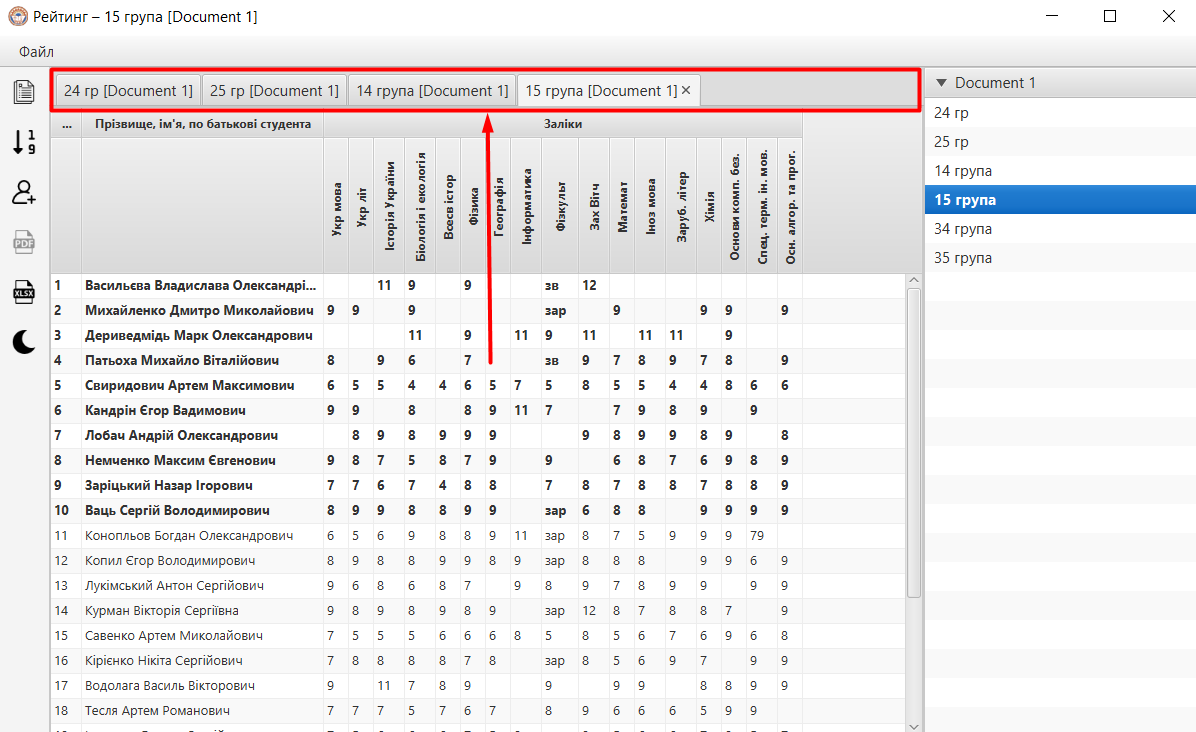 Рейтинг – 15 група [Document 1]
Файл
24 гр [Document 1] 25 гр [Document 1] 14 група [Document 1] 15 група [Document 1] ×
Document 1
24 гр
25 гр
14 група
15 група
34 група
35 група
PDF
XLSX
... Прізвище, ім'я, по батькові студента Заліки
Укр мова
Укр літ
Історія України
Біологія і екологія
Всесв істор
Фізика
Географія
Інформатика
Фізкульт
Зах Вітч
Математ
Іноз мова
Заруб. літер
Хімія
Основи комп. без.
Спец. терм. ін. мов.
Осн. алгор. та прог.
1 Васильєва Владислава Олександрі... 11 9 9 зв 12
2 Михайленко Дмитро Миколайович 9 9 9 зар 9 9 9 9
3 Дериведмідь Марк Олександрович 11 9 11 9 11 11 11 9
4 Патьоха Михайло Віталійович 8 9 6 7 зв 9 7 8 9 7 8 9
5 Свиридович Артем Максимович 6 5 5 4 4 6 5 7 5 8 5 5 4 4 8 6 6
6 Кандрін Єгор Вадимович 9 9 8 8 9 11 7 7 9 8 9 9
7 Лобач Андрій Олександрович 8 9 8 9 9 9 9 8 9 9 8 9 8
8 Немченко Максим Євгенович 9 8 7 5 8 7 9 9 6 8 7 6 9 8 9
9 Заріцький Назар Ігорович 7 7 6 7 4 8 8 7 8 7 8 8 7 8 8 9
10 Ваць Сергій Володимирович 8 9 9 8 8 9 9 зар 6 8 8 9 9 9 9
11 Конопльов Богдан Олександрович 6 5 6 9 8 8 9 11 зар 8 7 5 9 9 9 79
12 Копил Єгор Володимирович 8 9 8 8 9 9 8 9 зар 8 8 8 9 9 6 9
13 Лукімський Антон Сергійович 9 6 8 6 8 7 9 8 9 7 8 9 9 9 9
14 Курман Вікторія Сергіївна 9 8 9 8 9 8 9 зар 12 8 7 8 8 7 9
15 Савенко Артем Миколайович 7 5 5 5 6 6 6 8 5 8 5 6 7 6 9 6 8
16 Кірієнко Нікіта Сергійович 7 8 8 8 8 7 8 зар 8 5 6 9 7 9 9
17 Водолага Василь Вікторович 9 11 7 8 9 9 9 9 8 8 9 9
18 Тесля Артем Романович 7 7 7 5 7 6 7 8 9 6 6 6 5 9 9